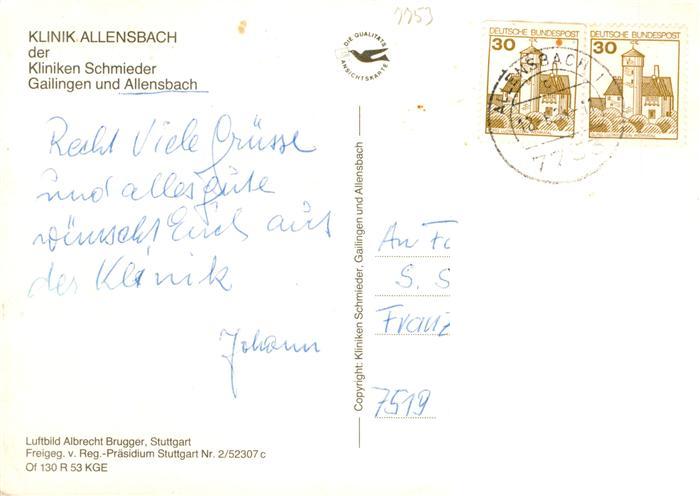 KLINIK ALLENSBACH
der
Kliniken Schmieder
Gailingen und Allensbach
Recht Viele Grüsse
und alles gute
wünscht Euch aus
der Klinik
Johann
Luftbild Albrecht Brugger, Stuttgart
Freigeg. v. Reg.-Präsidium Stuttgart Nr. 2/52307 c
Of 130 R 53 KGE
DIE QUALITÄTS
ANSICHTSKARTE
Copyright: Kliniken Schmieder, Gailingen und Allensbach
DEUTSCHE BUNDESPOST
30
DEUTSCHE BUNDESPOST
30
ALLENSBACH 1
An Fa
S. S
Franz
7519